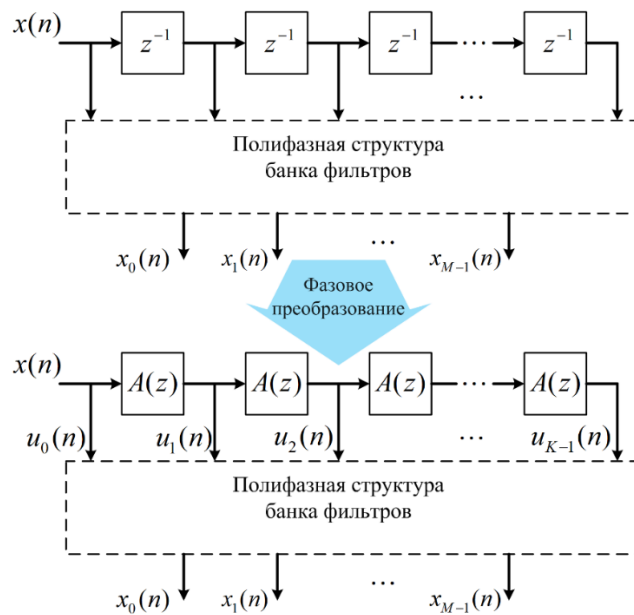 x(n)
z⁻¹ z⁻¹ z⁻¹ ... z⁻¹
...
Полифазная структура
банка фильтров
x₀(n) x₁(n) ... x_{M−1}(n)
Фазовое
преобразование
x(n)
A(z) A(z) A(z) ... A(z)
u₀(n) u₁(n) u₂(n) ... u_{K−1}(n)
Полифазная структура
банка фильтров
x₀(n) x₁(n) ... x_{M−1}(n)